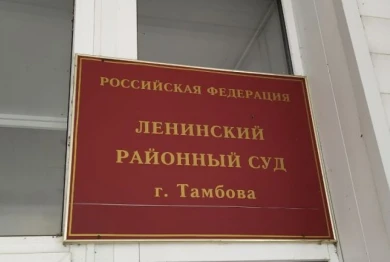 РОССИЙСКАЯ ФЕДЕРАЦИЯ
ЛЕНИНСКИЙ
РАЙОННЫЙ СУД
г. Тамбова